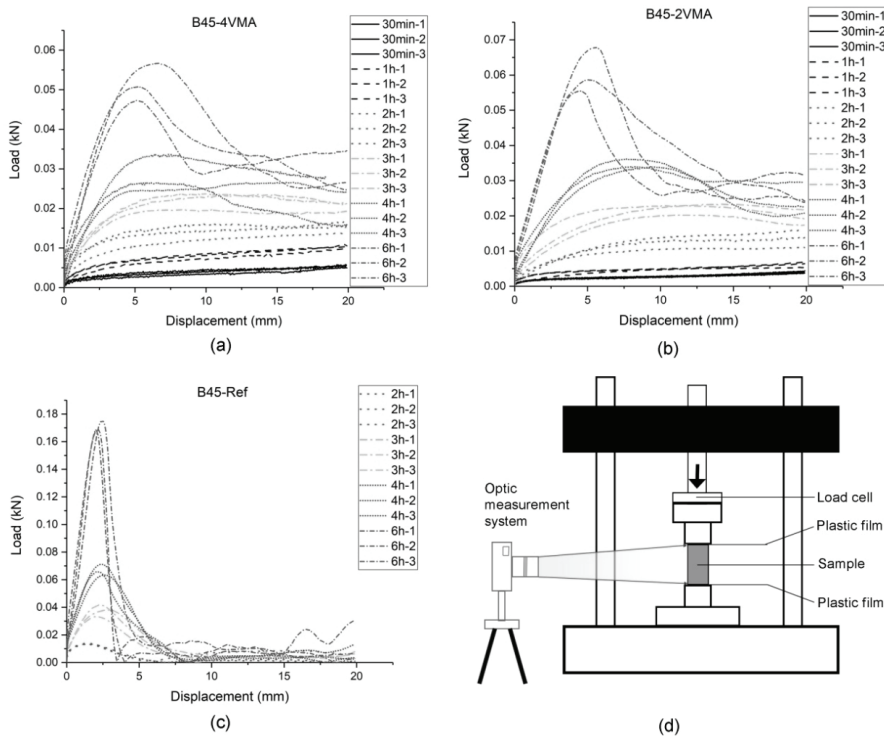 B45-4VMA
Load (kN)
0.06
0.05
0.04
0.03
0.02
0.01
0.00
0
5
10
15
20
Displacement (mm)
30min-1
30min-2
30min-3
1h-1
1h-2
1h-3
2h-1
2h-2
2h-3
3h-1
3h-2
3h-3
4h-1
4h-2
4h-3
6h-1
6h-2
6h-3
(a)
B45-2VMA
Load (kN)
0.07
0.06
0.05
0.04
0.03
0.02
0.01
0.00
0
5
10
15
20
Displacement (mm)
30min-1
30min-2
30min-3
1h-1
1h-2
1h-3
2h-1
2h-2
2h-3
3h-1
3h-2
3h-3
4h-1
4h-2
4h-3
6h-1
6h-2
6h-3
(b)
B45-Ref
Load (kN)
0.18
0.16
0.14
0.12
0.10
0.08
0.06
0.04
0.02
0.00
0
5
10
15
20
Displacement (mm)
2h-1
2h-2
2h-3
3h-1
3h-2
3h-3
4h-1
4h-2
4h-3
6h-1
6h-2
6h-3
(c)
Optic
measurement
system
Load cell
Plastic film
Sample
Plastic film
(d)